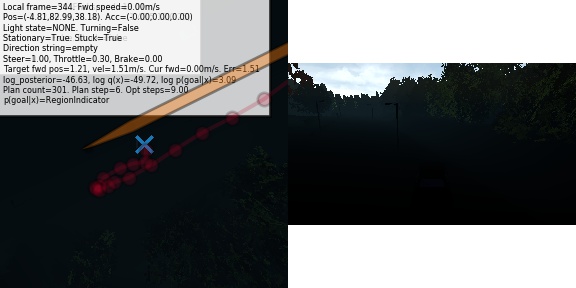 Local frame=344. Fwd speed=0.00m/s
Pos=(-4.81,82.99,38.18). Acc=(-0.00,0.00,0.00)
Light state=NONE. Turning=False
Stationary=True. Stuck=True
Direction string=empty
Steer=1.00, Throttle=0.30, Brake=0.00
Target fwd pos=1.21, vel=1.51m/s. Cur fwd=0.00m/s. Err=1.51
log_posterior=-46.63, log q(x)=-49.72, log p(goal|x)=3.09
Plan count=301. Plan step=6. Opt steps=9.00
p(goal|x)=RegionIndicator